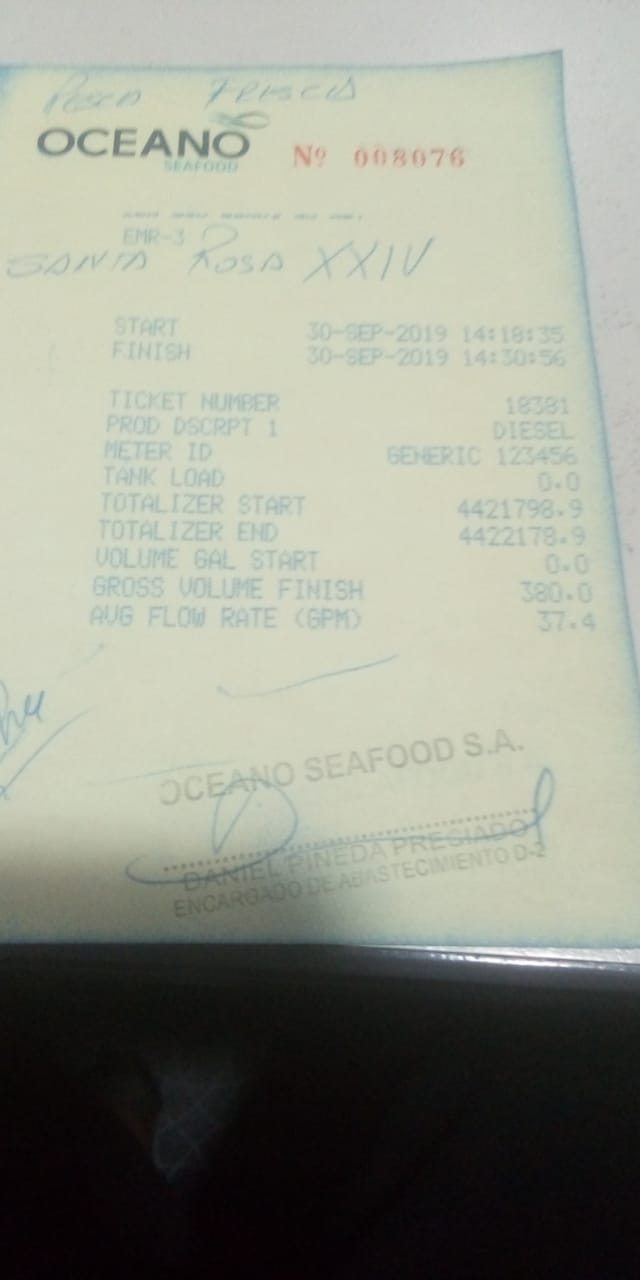 Pesca Fresca
OCEANO
SEAFOOD
Nº 008076
EMR-3
SANTA ROSA XXIV
START 30-SEP-2019 14:18:35
FINISH 30-SEP-2019 14:30:56
TICKET NUMBER 18381
PROD DSCRPT 1 DIESEL
METER ID GENERIC 123456
TANK LOAD 0.0
TOTALIZER START 4421798.9
TOTALIZER END 4422178.9
VOLUME GAL START 0.0
GROSS VOLUME FINISH 380.0
AVG FLOW RATE (GPM) 37.4
OCEANO SEAFOOD S.A.
DANIEL PINEDA PRECIADO
ENCARGADO DE ABASTECIMIENTO D-2